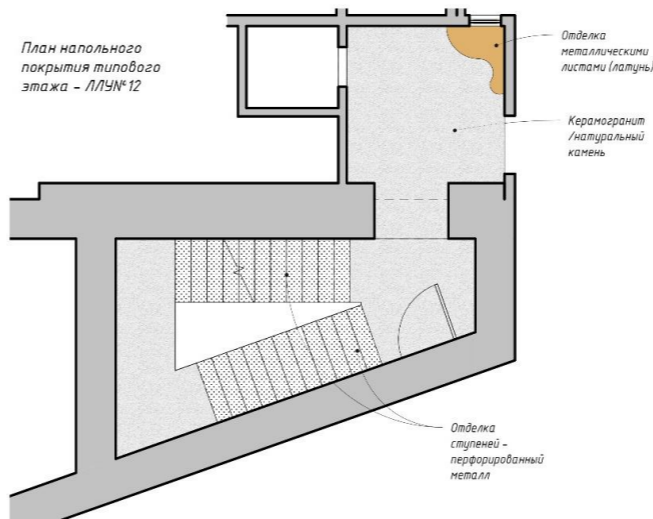 План напольного
покрытия типового
этажа - ЛЛУ№12
Отделка
металлическими
листами (латунь)
Керамогранит
/натуральный
камень
Отделка
ступеней -
перфорированный
металл